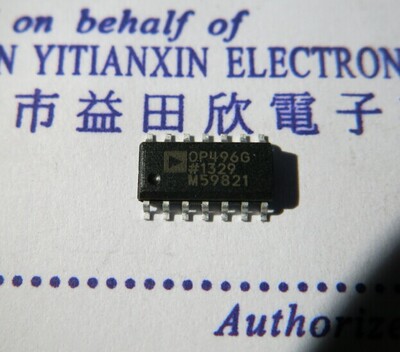 on behalf of
N YITIANXIN ELECTRON
市益田欣電子
OP496G
#1329
M59821
Authoriz